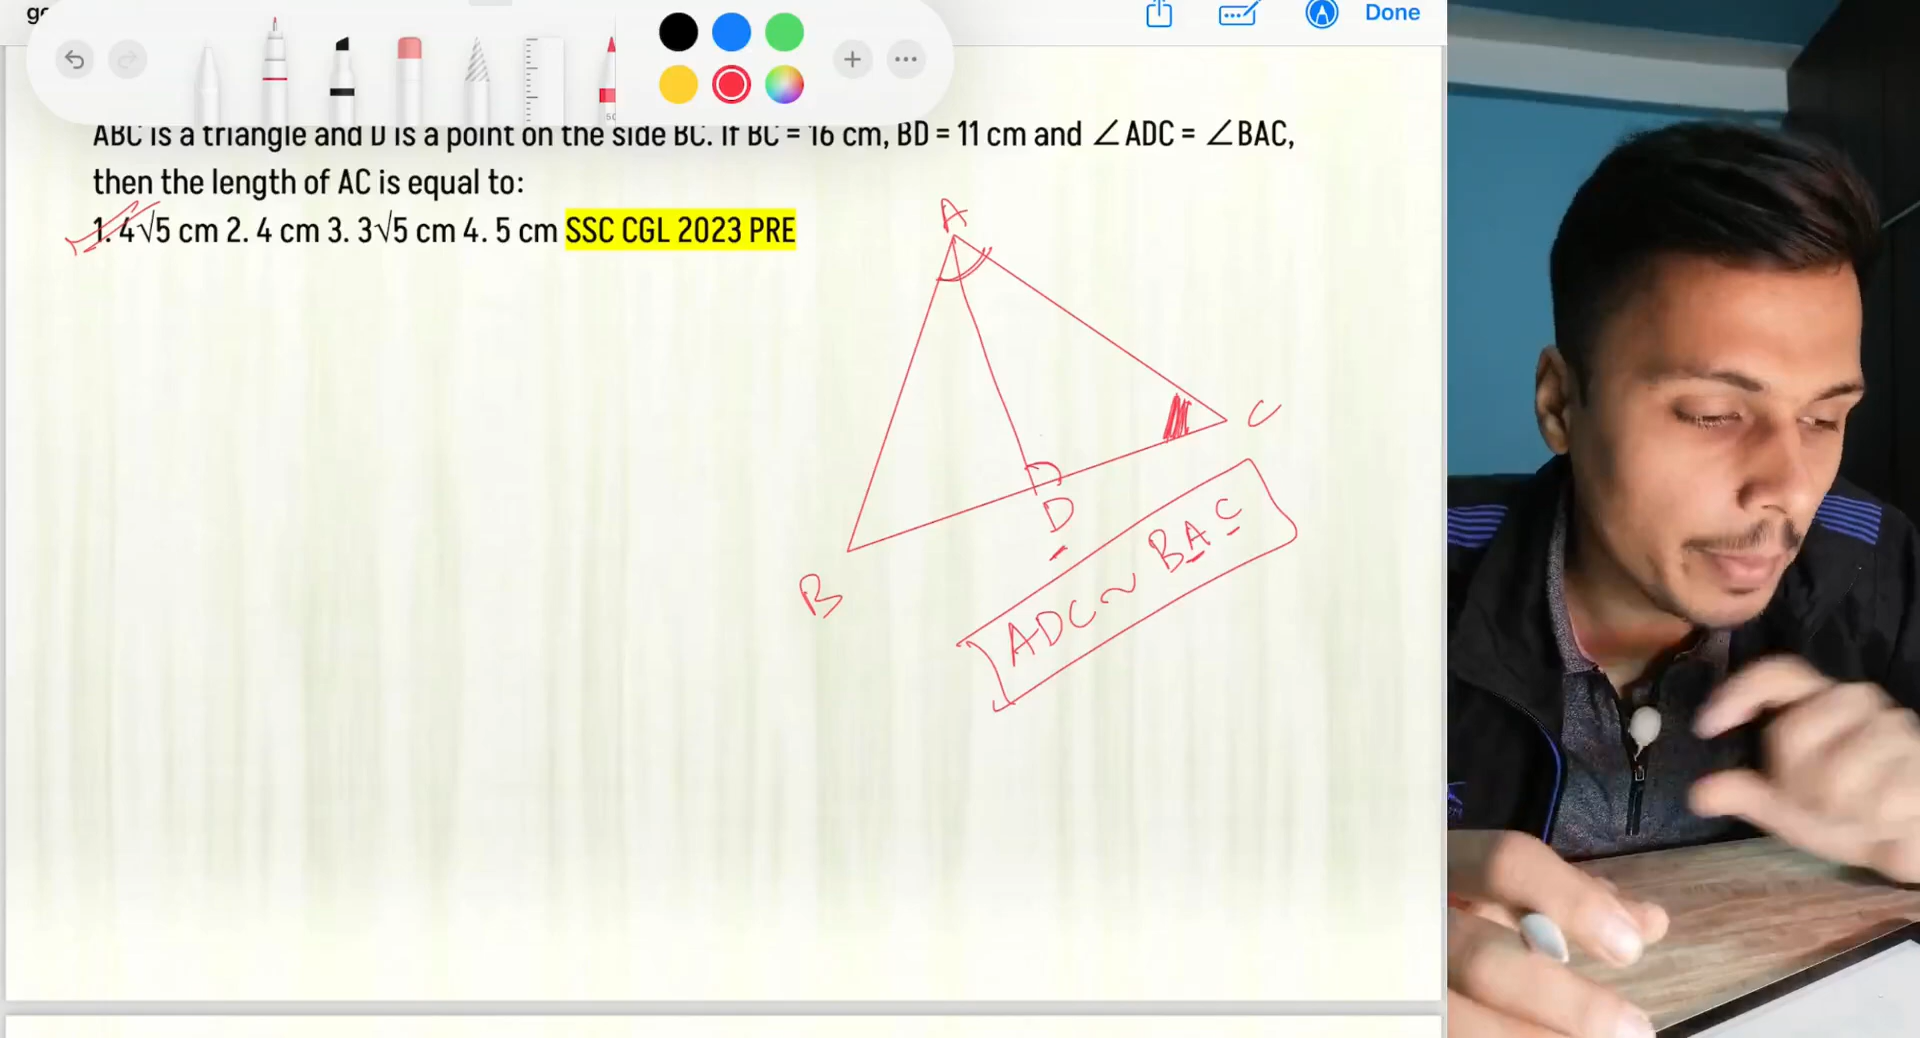 Done
ABC is a triangle and D is a point on the side BC. If BC = 16 cm, BD = 11 cm and ∠ADC = ∠BAC,
then the length of AC is equal to:
1. 4√5 cm 2. 4 cm 3. 3√5 cm 4. 5 cm SSC CGL 2023 PRE
A
C
D
B
ADC ~ BAC